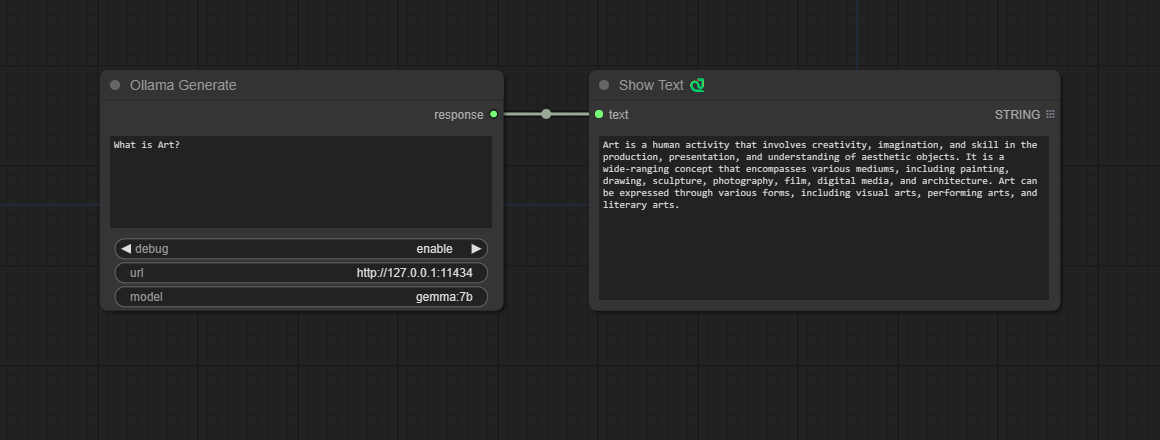 Ollama Generate
response
What is Art?
debug enable
url http://127.0.0.1:11434
model gemma:7b
Show Text
text STRING
Art is a human activity that involves creativity, imagination, and skill in the
production, presentation, and understanding of aesthetic objects. It is a
wide-ranging concept that encompasses various mediums, including painting,
drawing, sculpture, photography, film, digital media, and architecture. Art can
be expressed through various forms, including visual arts, performing arts, and
literary arts.